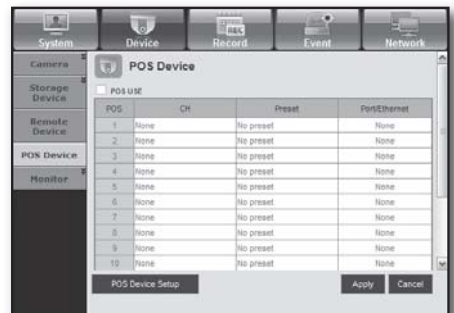 System Device Record Event Network
REC
Camera
Storage Device
Remote Device
POS Device
Monitor
POS Device
POS USE
POS CH Preset Port/Ethernet
1 None No preset None
2 None No preset None
3 None No preset None
4 None No preset None
5 None No preset None
6 None No preset None
7 None No preset None
8 None No preset None
9 None No preset None
10 None No preset None
POS Device Setup Apply Cancel